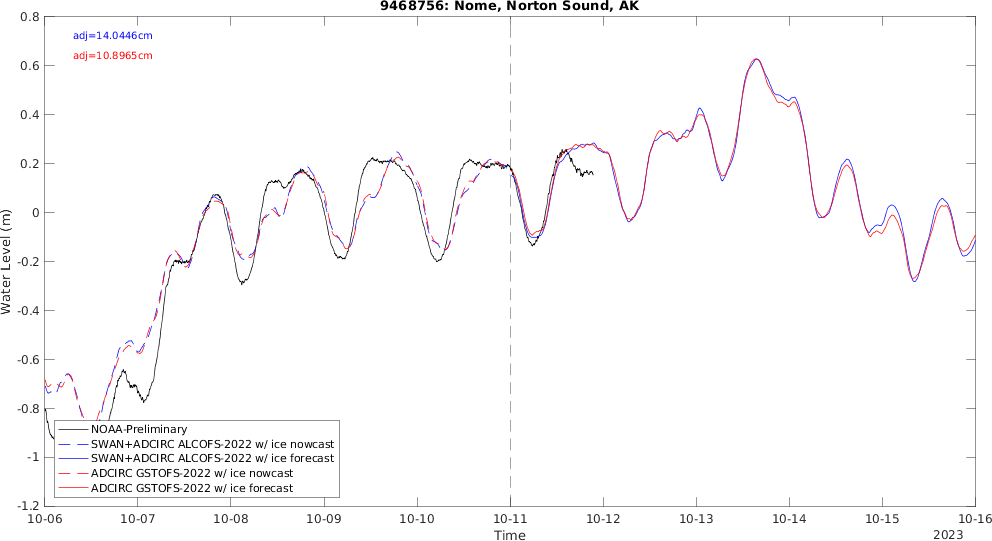 9468756: Nome, Norton Sound, AK
adj=14.0446cm
adj=10.8965cm
0.8
0.6
0.4
0.2
0
-0.2
-0.4
-0.6
-0.8
-1
-1.2
Water Level (m)
NOAA-Preliminary
SWAN+ADCIRC ALCOFS-2022 w/ ice nowcast
SWAN+ADCIRC ALCOFS-2022 w/ ice forecast
ADCIRC GSTOFS-2022 w/ ice nowcast
ADCIRC GSTOFS-2022 w/ ice forecast
10-06 10-07 10-08 10-09 10-10 10-11 10-12 10-13 10-14 10-15 10-16
Time
2023